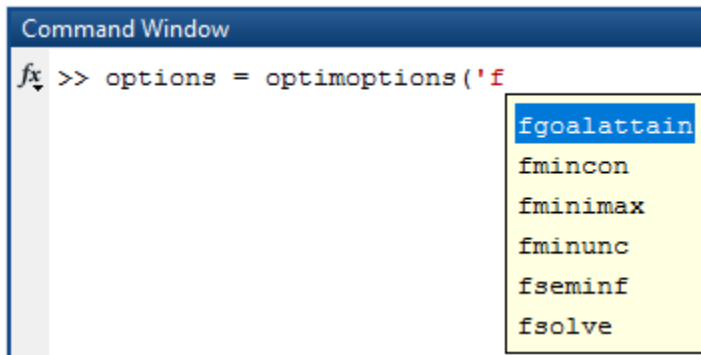 Command Window
fx >> options = optimoptions('f
fgoalattain
fmincon
fminimax
fminunc
fseminf
fsolve